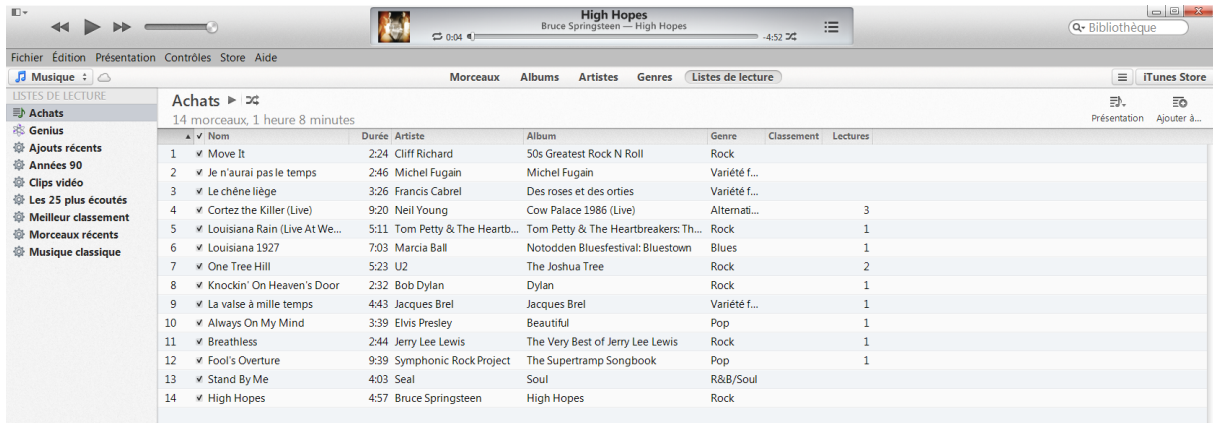 High Hopes
Bruce Springsteen — High Hopes
0:04 -4:52
Bibliothèque
Fichier Édition Présentation Contrôles Store Aide
Musique Morceaux Albums Artistes Genres Listes de lecture iTunes Store
LISTES DE LECTURE
Achats
Genius
Ajouts récents
Années 90
Clips vidéo
Les 25 plus écoutés
Meilleur classement
Morceaux récents
Musique classique
Achats
14 morceaux, 1 heure 8 minutes
Présentation Ajouter à...
Nom Durée Artiste Album Genre Classement Lectures
1 Move It 2:24 Cliff Richard 50s Greatest Rock N Roll Rock
2 Je n'aurai pas le temps 2:46 Michel Fugain Michel Fugain Variété f...
3 Le chêne liège 3:26 Francis Cabrel Des roses et des orties Variété f...
4 Cortez the Killer (Live) 9:20 Neil Young Cow Palace 1986 (Live) Alternati... 3
5 Louisiana Rain (Live At We... 5:11 Tom Petty & The Heartb... Tom Petty & The Heartbreakers: Th... Rock 1
6 Louisiana 1927 7:03 Marcia Ball Notodden Bluesfestival: Bluestown Blues 1
7 One Tree Hill 5:23 U2 The Joshua Tree Rock 2
8 Knockin' On Heaven's Door 2:32 Bob Dylan Dylan Rock 1
9 La valse à mille temps 4:43 Jacques Brel Jacques Brel Variété f... 1
10 Always On My Mind 3:39 Elvis Presley Beautiful Pop 1
11 Breathless 2:44 Jerry Lee Lewis The Very Best of Jerry Lee Lewis Rock 1
12 Fool's Overture 9:39 Symphonic Rock Project The Supertramp Songbook Pop 1
13 Stand By Me 4:03 Seal Soul R&B/Soul
14 High Hopes 4:57 Bruce Springsteen High Hopes Rock